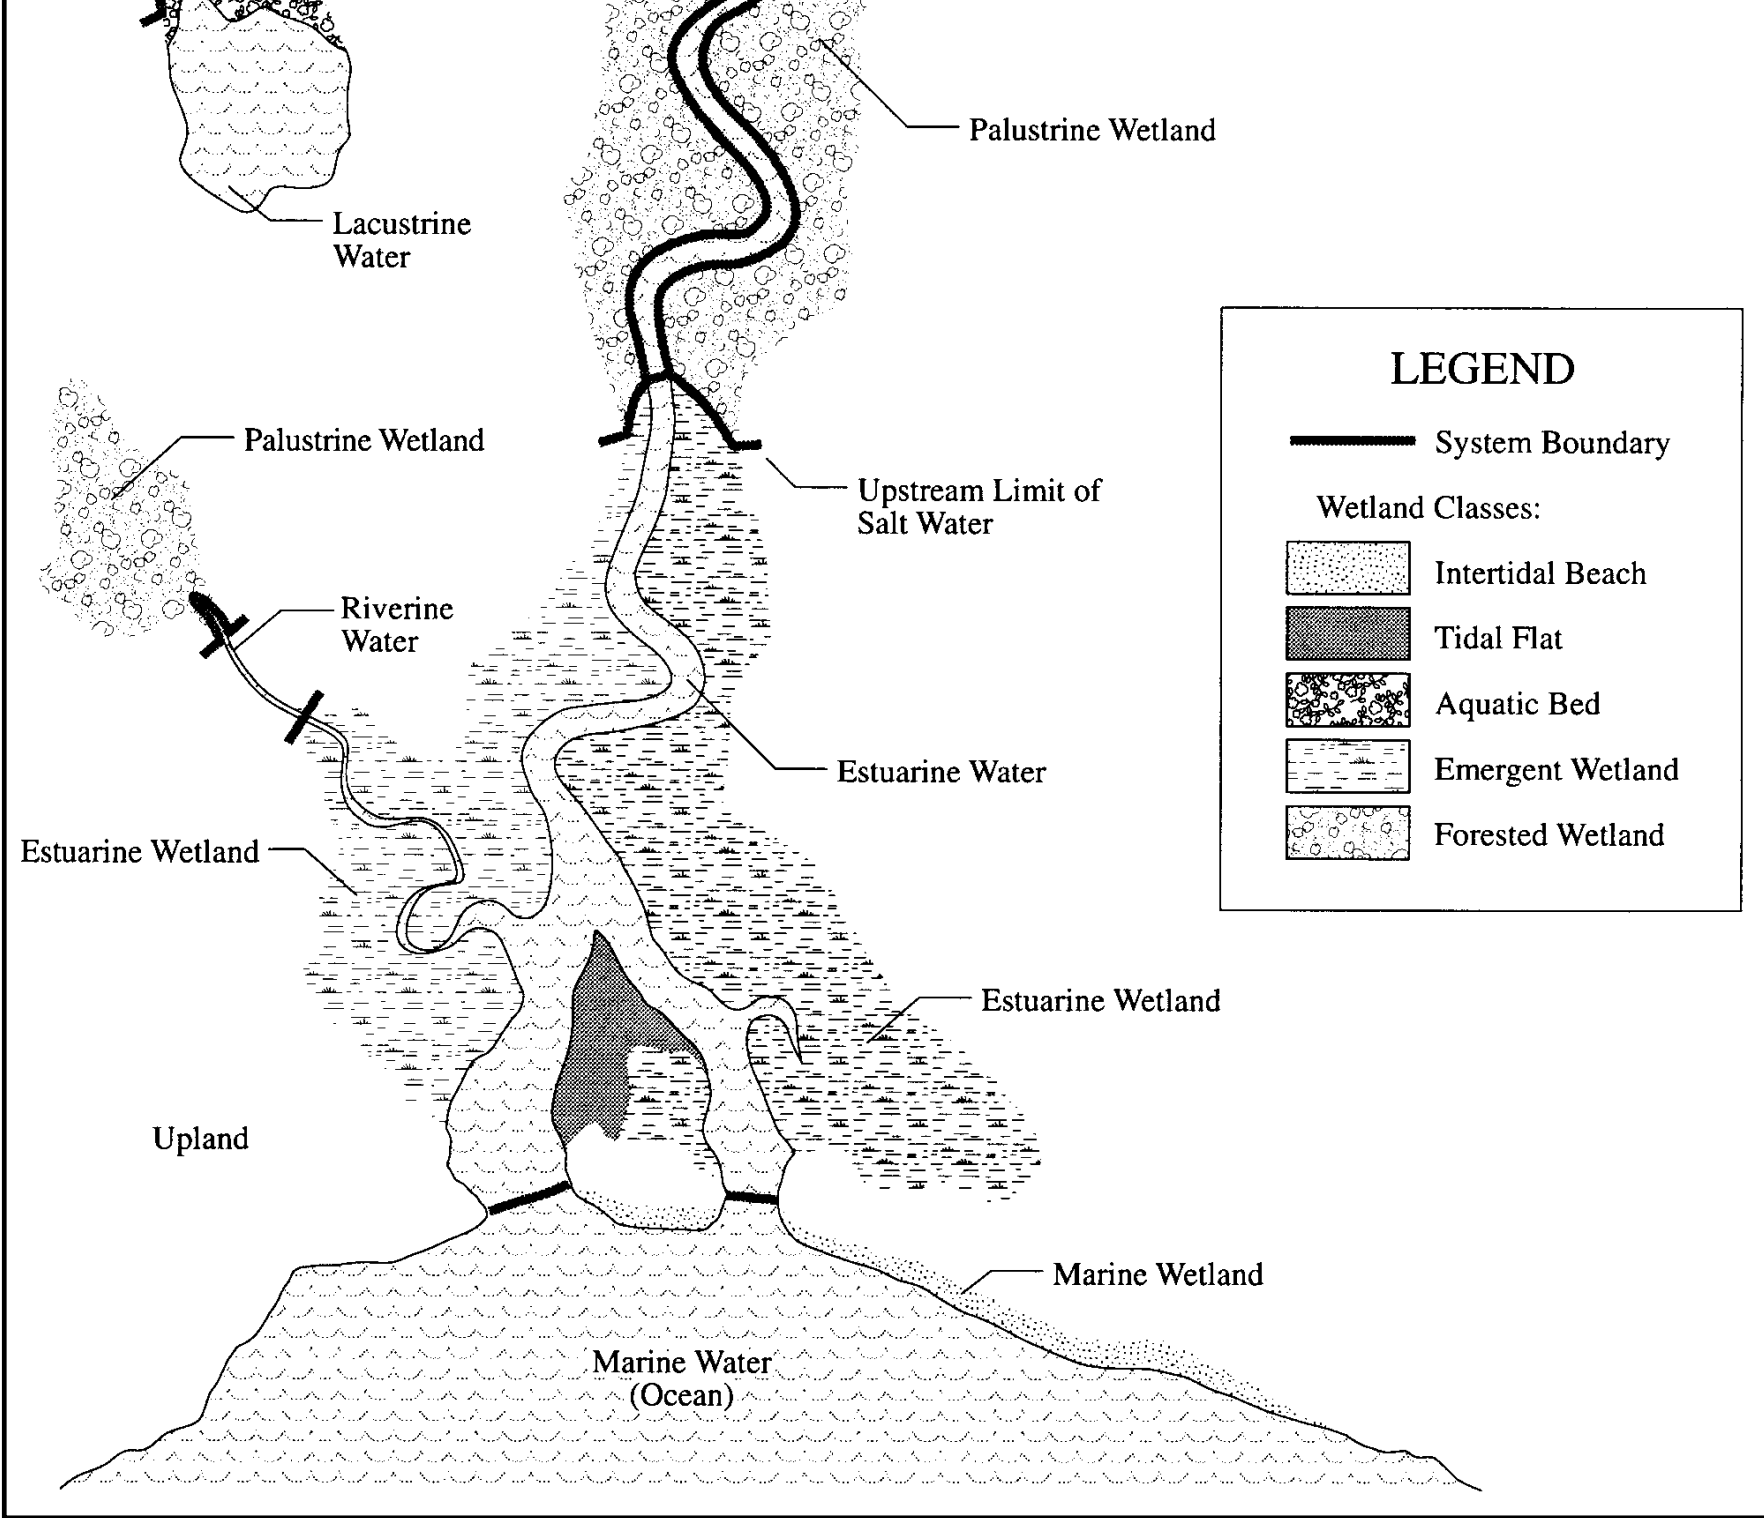 Palustrine Wetland
Lacustrine
Water
LEGEND
System Boundary
Wetland Classes:
Intertidal Beach
Tidal Flat
Aquatic Bed
Emergent Wetland
Forested Wetland
Palustrine Wetland
Upstream Limit of
Salt Water
Riverine
Water
Estuarine Water
Estuarine Wetland
Estuarine Wetland
Upland
Marine Wetland
Marine Water
(Ocean)